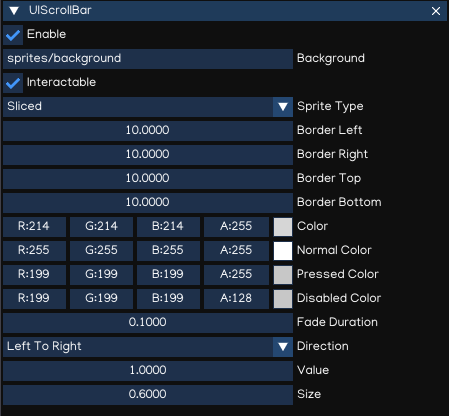 UIScrollBar
Enable
sprites/background Background
Interactable
Sliced Sprite Type
10.0000 Border Left
10.0000 Border Right
10.0000 Border Top
10.0000 Border Bottom
R:214 G:214 B:214 A:255 Color
R:255 G:255 B:255 A:255 Normal Color
R:199 G:199 B:199 A:255 Pressed Color
R:199 G:199 B:199 A:128 Disabled Color
0.1000 Fade Duration
Left To Right Direction
1.0000 Value
0.6000 Size